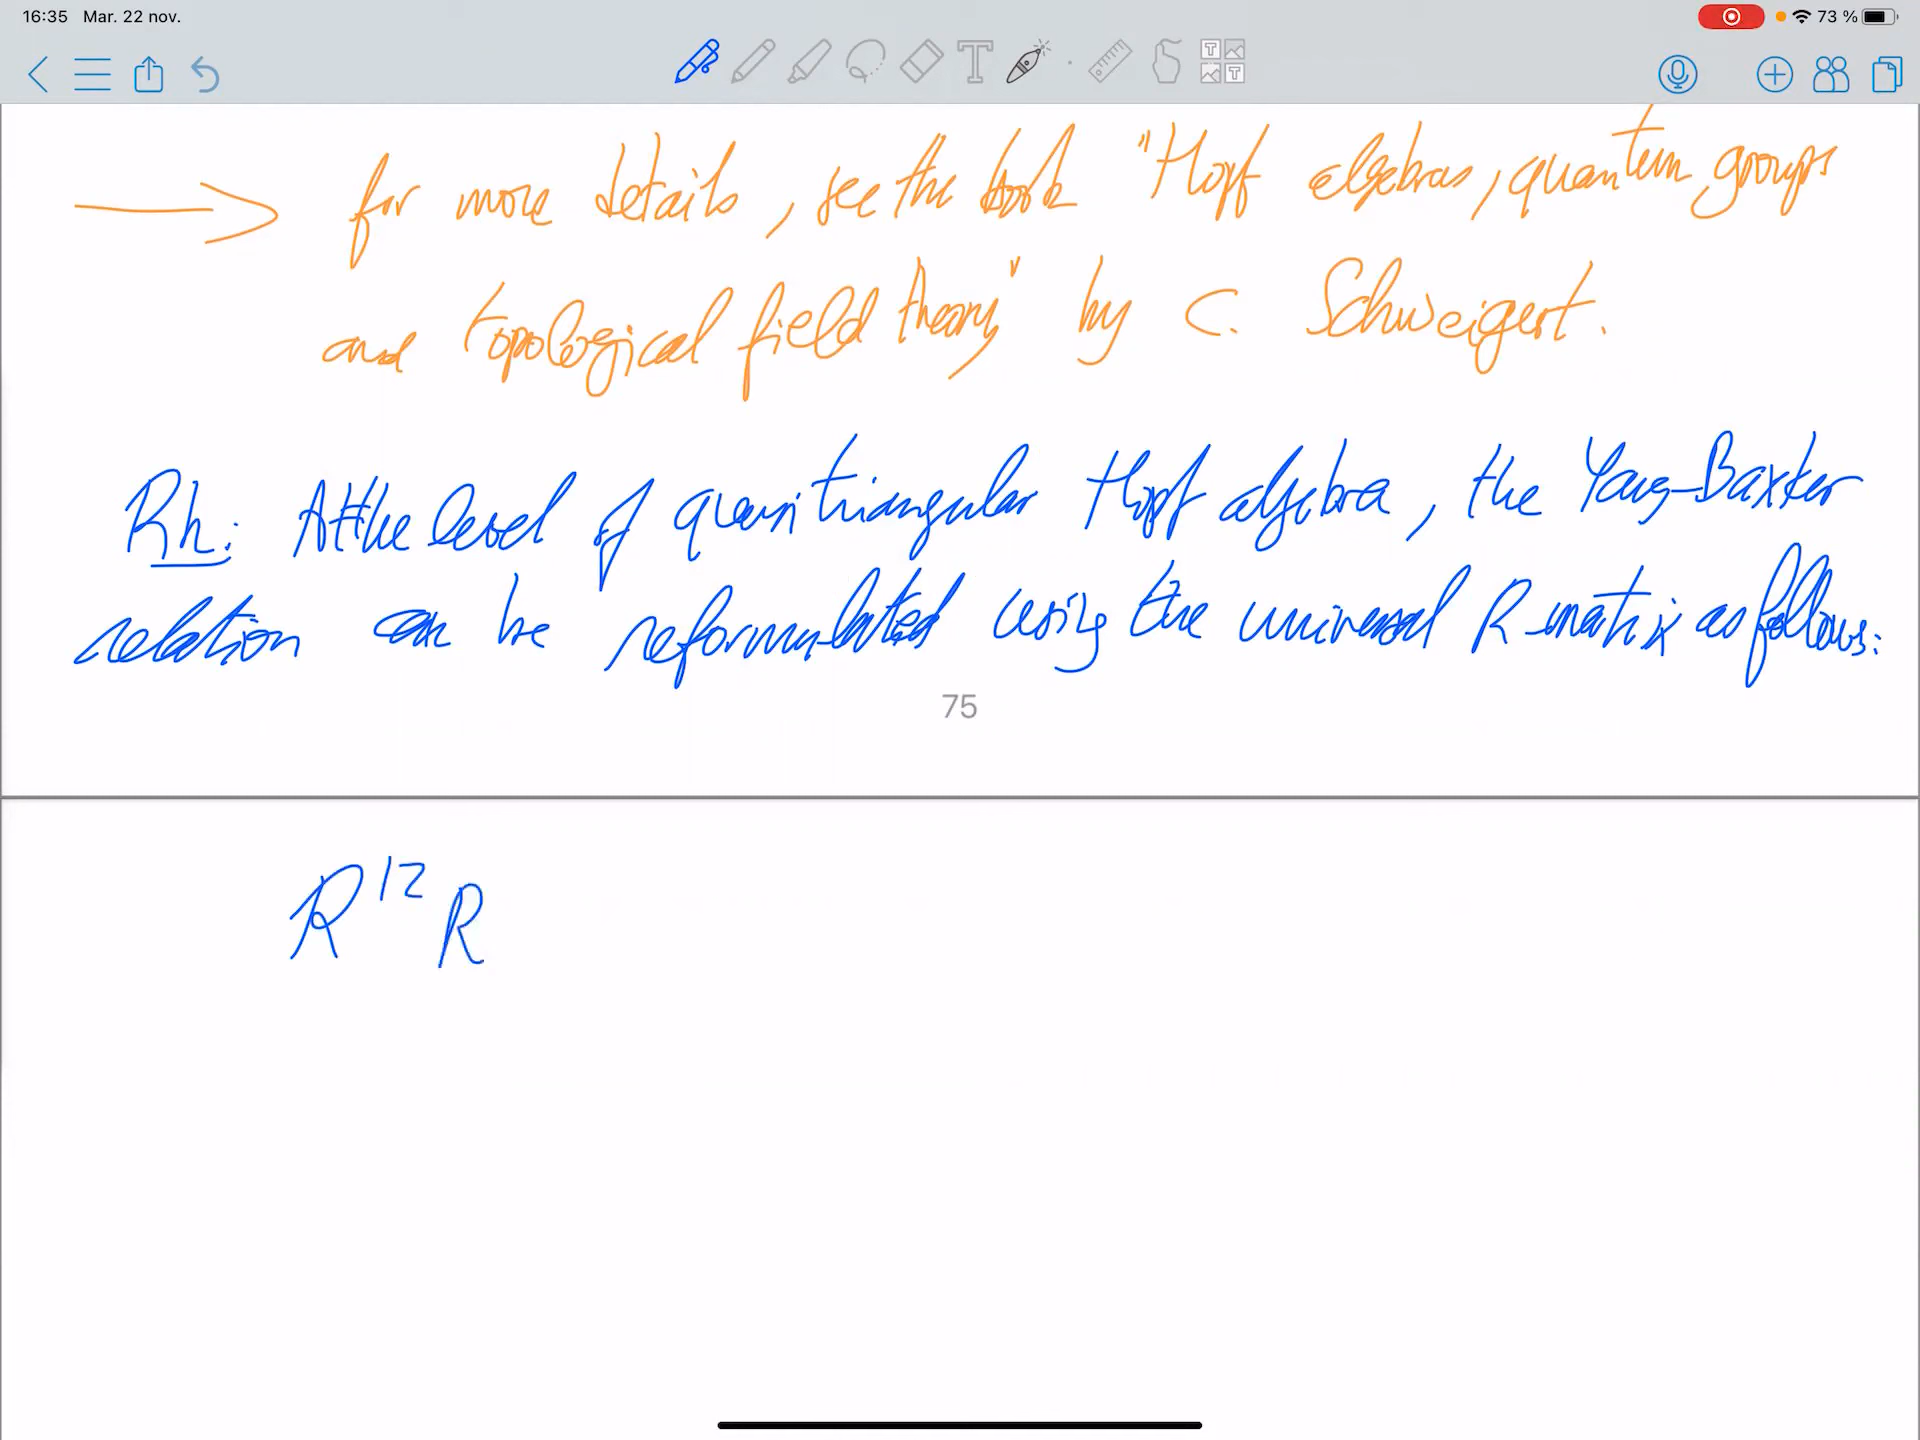 16:35 Mar. 22 nov. 73 %
for more details, see the book "Hopf algebras, quantum groups
and topological field theory" by C. Schweigert.
Rk: At the level of quasitriangular Hopf algebra, the Yang-Baxter
relation can be reformulated using the universal R-matrix as follows:
75
R¹² R